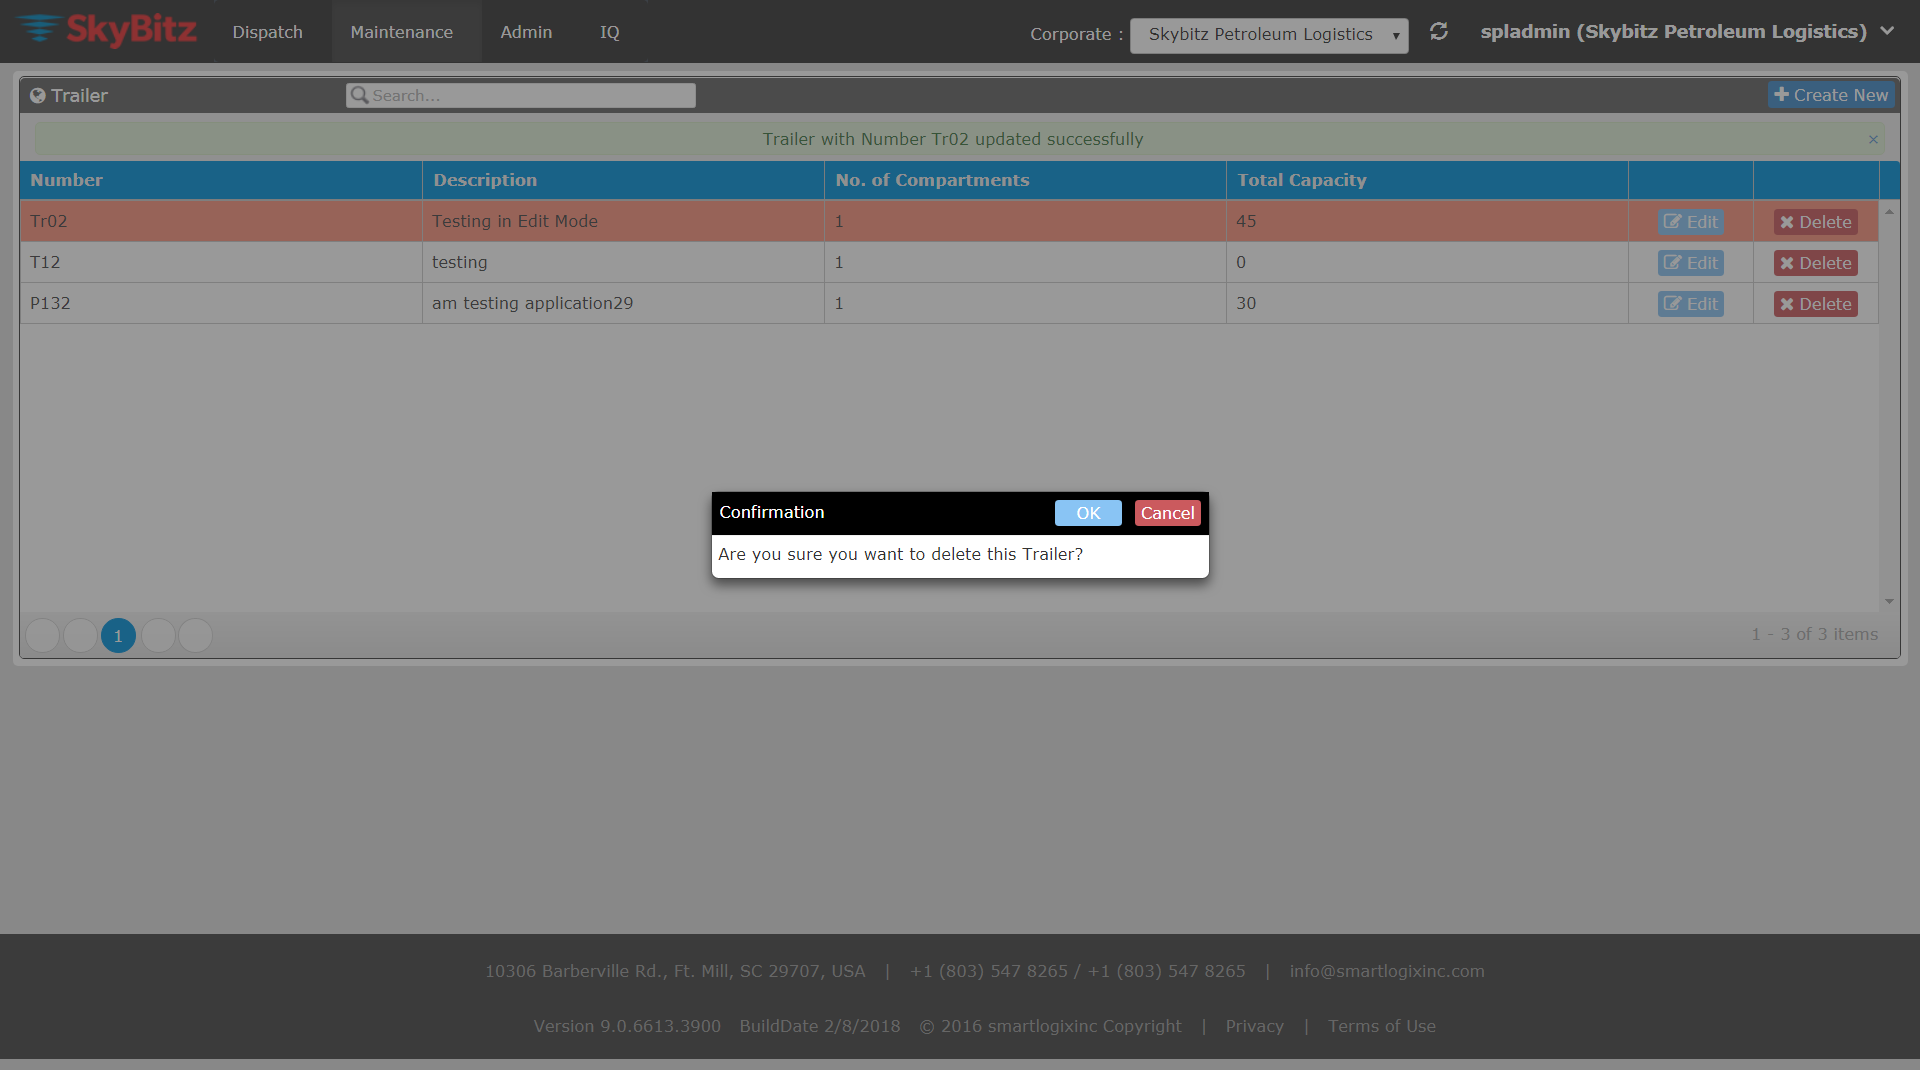 SkyBitz Dispatch Maintenance Admin IQ Corporate : Skybitz Petroleum Logistics spladmin (Skybitz Petroleum Logistics)
Trailer Search... Create New
Trailer with Number Tr02 updated successfully ×
Number Description No. of Compartments Total Capacity
Tr02 Testing in Edit Mode 1 45 Edit Delete
T12 testing 1 0 Edit Delete
P132 am testing application29 1 30 Edit Delete
Confirmation OK Cancel
Are you sure you want to delete this Trailer?
1 1 - 3 of 3 items
10306 Barberville Rd., Ft. Mill, SC 29707, USA | +1 (803) 547 8265 / +1 (803) 547 8265 | info@smartlogixinc.com
Version 9.0.6613.3900 BuildDate 2/8/2018 © 2016 smartlogixinc Copyright | Privacy | Terms of Use